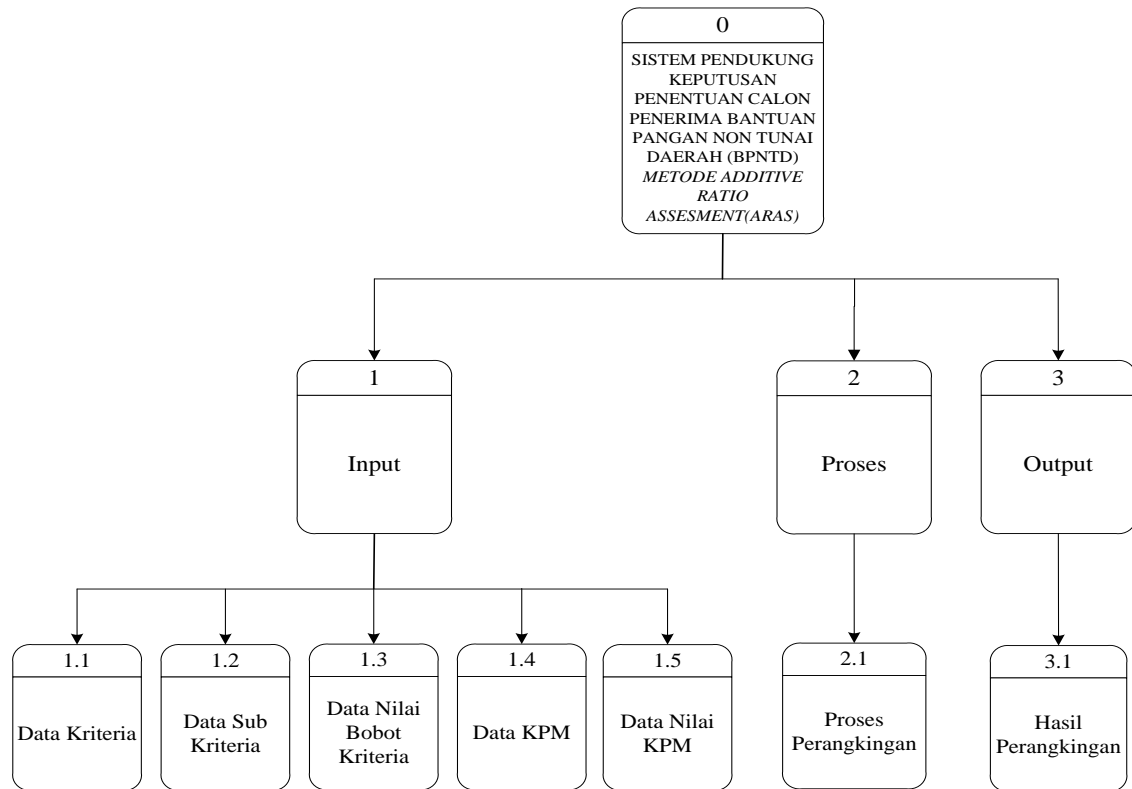 0
SISTEM PENDUKUNG
KEPUTUSAN
PENENTUAN CALON
PENERIMA BANTUAN
PANGAN NON TUNAI
DAERAH (BPNTD)
METODE ADDITIVE
RATIO
ASSESMENT(ARAS)
1
Input
2
Proses
3
Output
1.1
Data Kriteria
1.2
Data Sub
Kriteria
1.3
Data Nilai
Bobot
Kriteria
1.4
Data KPM
1.5
Data Nilai
KPM
2.1
Proses
Perangkingan
3.1
Hasil
Perangkingan